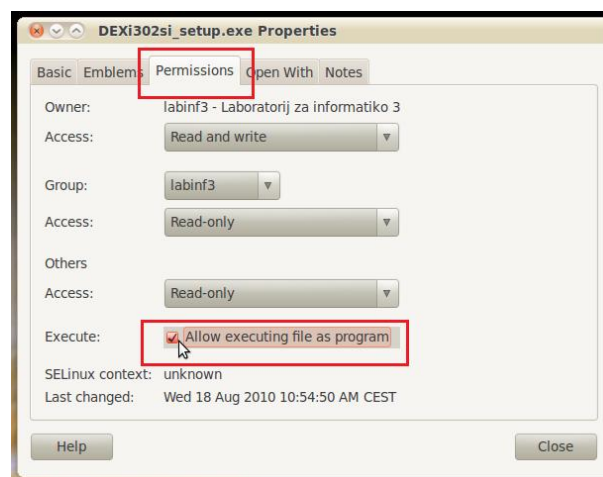 DEXi302si_setup.exe Properties
Basic Emblems Permissions Open With Notes
Owner: labinf3 - Laboratorij za informatiko 3
Access: Read and write
Group: labinf3
Access: Read-only
Others
Access: Read-only
Execute: Allow executing file as program
SELinux context: unknown
Last changed: Wed 18 Aug 2010 10:54:50 AM CEST
Help Close